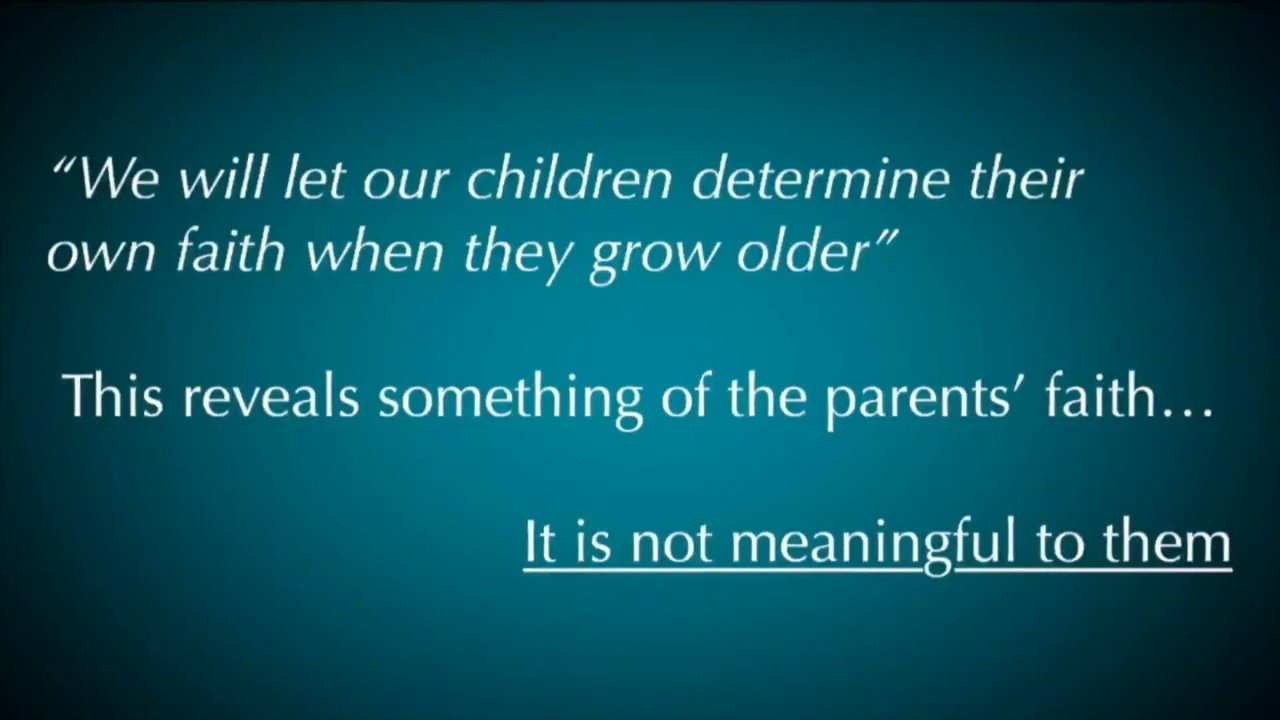 “We will let our children determine their
own faith when they grow older”
This reveals something of the parents’ faith...
It is not meaningful to them